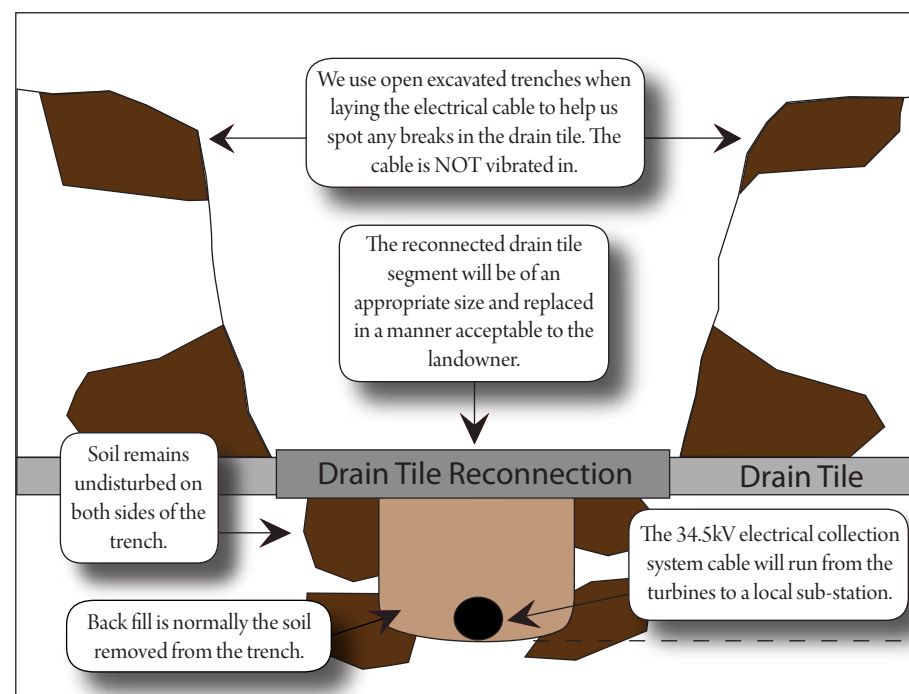 We use open excavated trenches when
laying the electrical cable to help us
spot any breaks in the drain tile. The
cable is NOT vibrated in.
The reconnected drain tile
segment will be of an
appropriate size and replaced
in a manner acceptable to the
landowner.
Soil remains
undisturbed on
both sides of the
trench.
Drain Tile Reconnection
Drain Tile
The 34.5kV electrical collection
system cable will run from the
turbines to a local sub-station.
Back fill is normally the soil
removed from the trench.